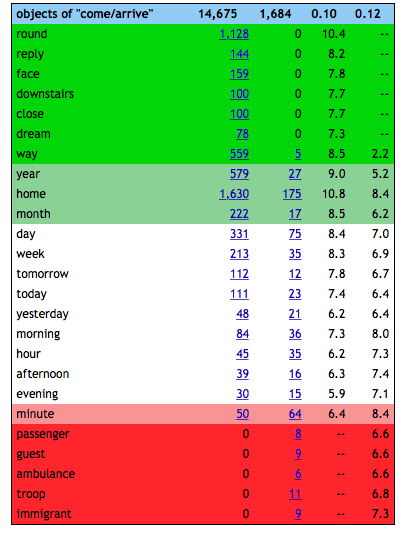 objects of "come/arrive" 14,675 1,684 0.10 0.12
round 1,128 0 10.4 --
reply 144 0 8.2 --
face 159 0 7.8 --
downstairs 100 0 7.7 --
close 100 0 7.7 --
dream 78 0 7.3 --
way 559 5 8.5 2.2
year 579 27 9.0 5.2
home 1,630 175 10.8 8.4
month 222 17 8.5 6.2
day 331 75 8.4 7.0
week 213 35 8.3 6.9
tomorrow 112 12 7.8 6.7
today 111 23 7.4 6.4
yesterday 48 21 6.2 6.4
morning 84 36 7.3 8.0
hour 45 35 6.2 7.3
afternoon 39 16 6.3 7.4
evening 30 15 5.9 7.1
minute 50 64 6.4 8.4
passenger 0 8 -- 6.6
guest 0 9 -- 6.6
ambulance 0 6 -- 6.6
troop 0 11 -- 6.8
immigrant 0 9 -- 7.3